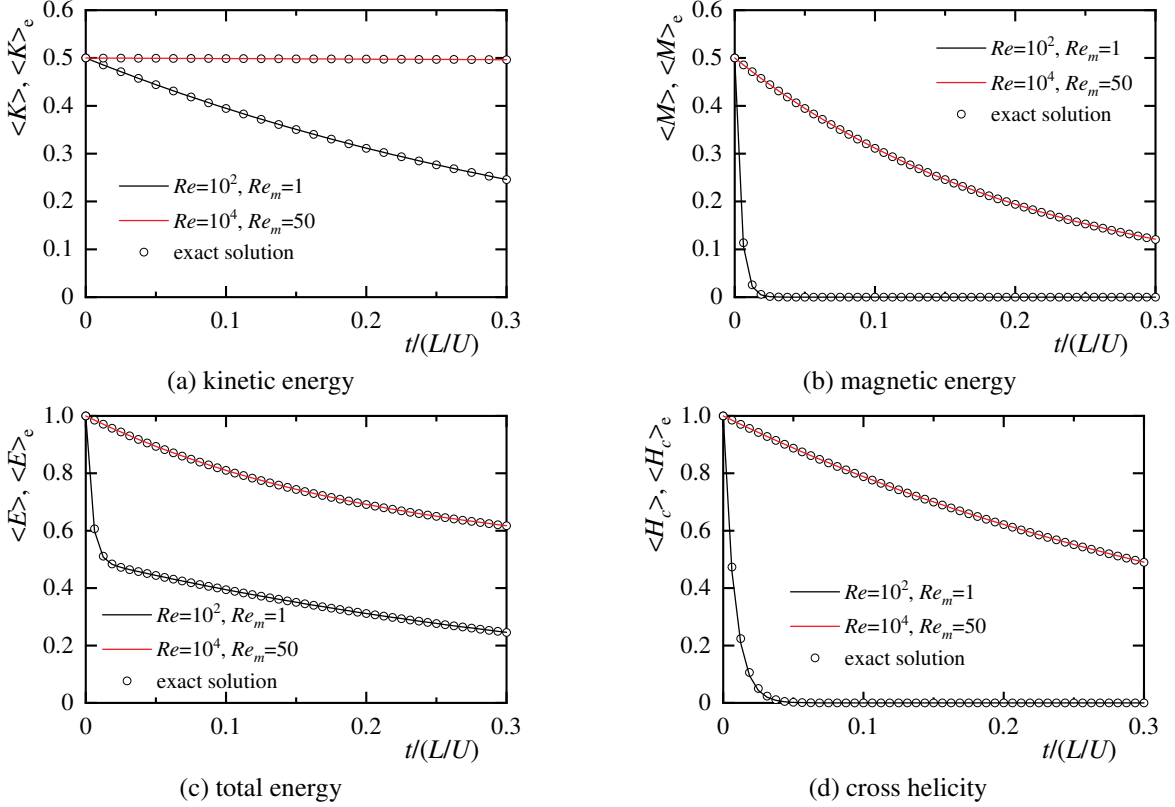 <K>, <K>e
0.6
0.5
0.4
0.3
0.2
0.1
0
Re=10², Reₘ=1
Re=10⁴, Reₘ=50
exact solution
0 0.1 0.2 0.3
t/(L/U)
(a) kinetic energy
<M>, <M>e
0.6
0.5
0.4
0.3
0.2
0.1
0
Re=10², Reₘ=1
Re=10⁴, Reₘ=50
exact solution
0 0.1 0.2 0.3
t/(L/U)
(b) magnetic energy
<E>, <E>e
1.0
0.8
0.6
0.4
0.2
0
Re=10², Reₘ=1
Re=10⁴, Reₘ=50
exact solution
0 0.1 0.2 0.3
t/(L/U)
(c) total energy
<Hc>, <Hc>e
1.0
0.8
0.6
0.4
0.2
0
Re=10², Reₘ=1
Re=10⁴, Reₘ=50
exact solution
0 0.1 0.2 0.3
t/(L/U)
(d) cross helicity